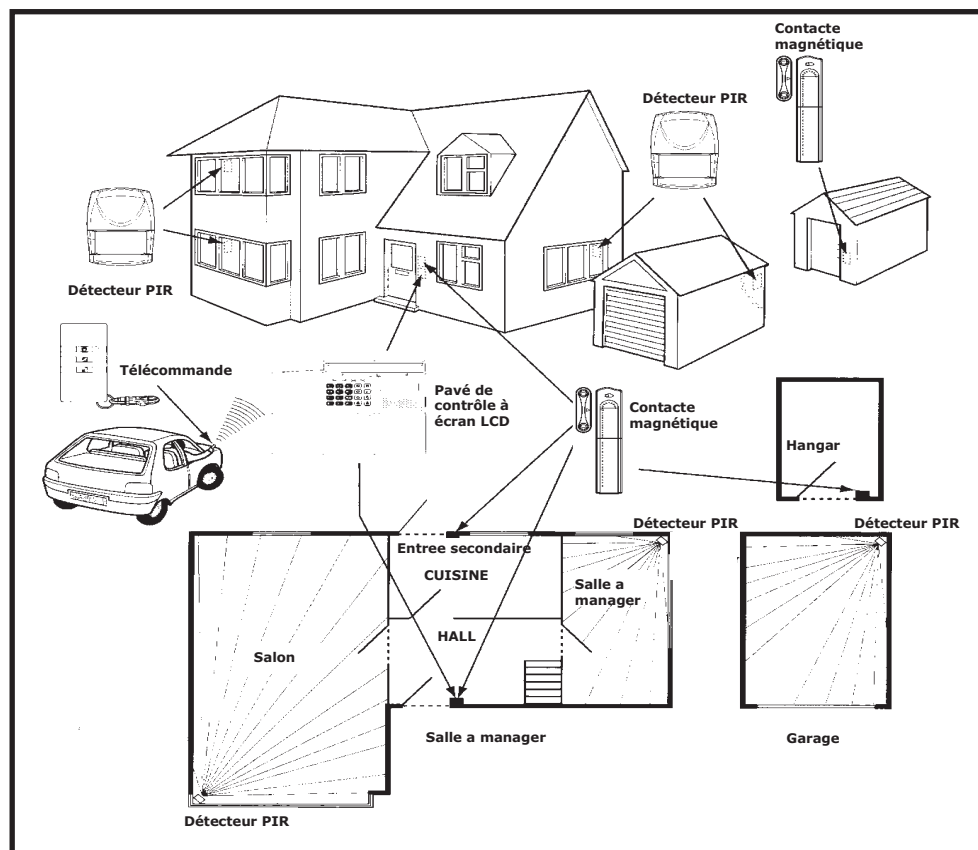 Contacte
magnétique
Détecteur PIR
Détecteur PIR
Télécommande
Pavé de
contrôle à
écran LCD
Contacte
magnétique
Hangar
Détecteur PIR
Détecteur PIR
Entree secondaire
CUISINE
Salle a
manager
HALL
Salon
Salle a manager
Garage
Détecteur PIR